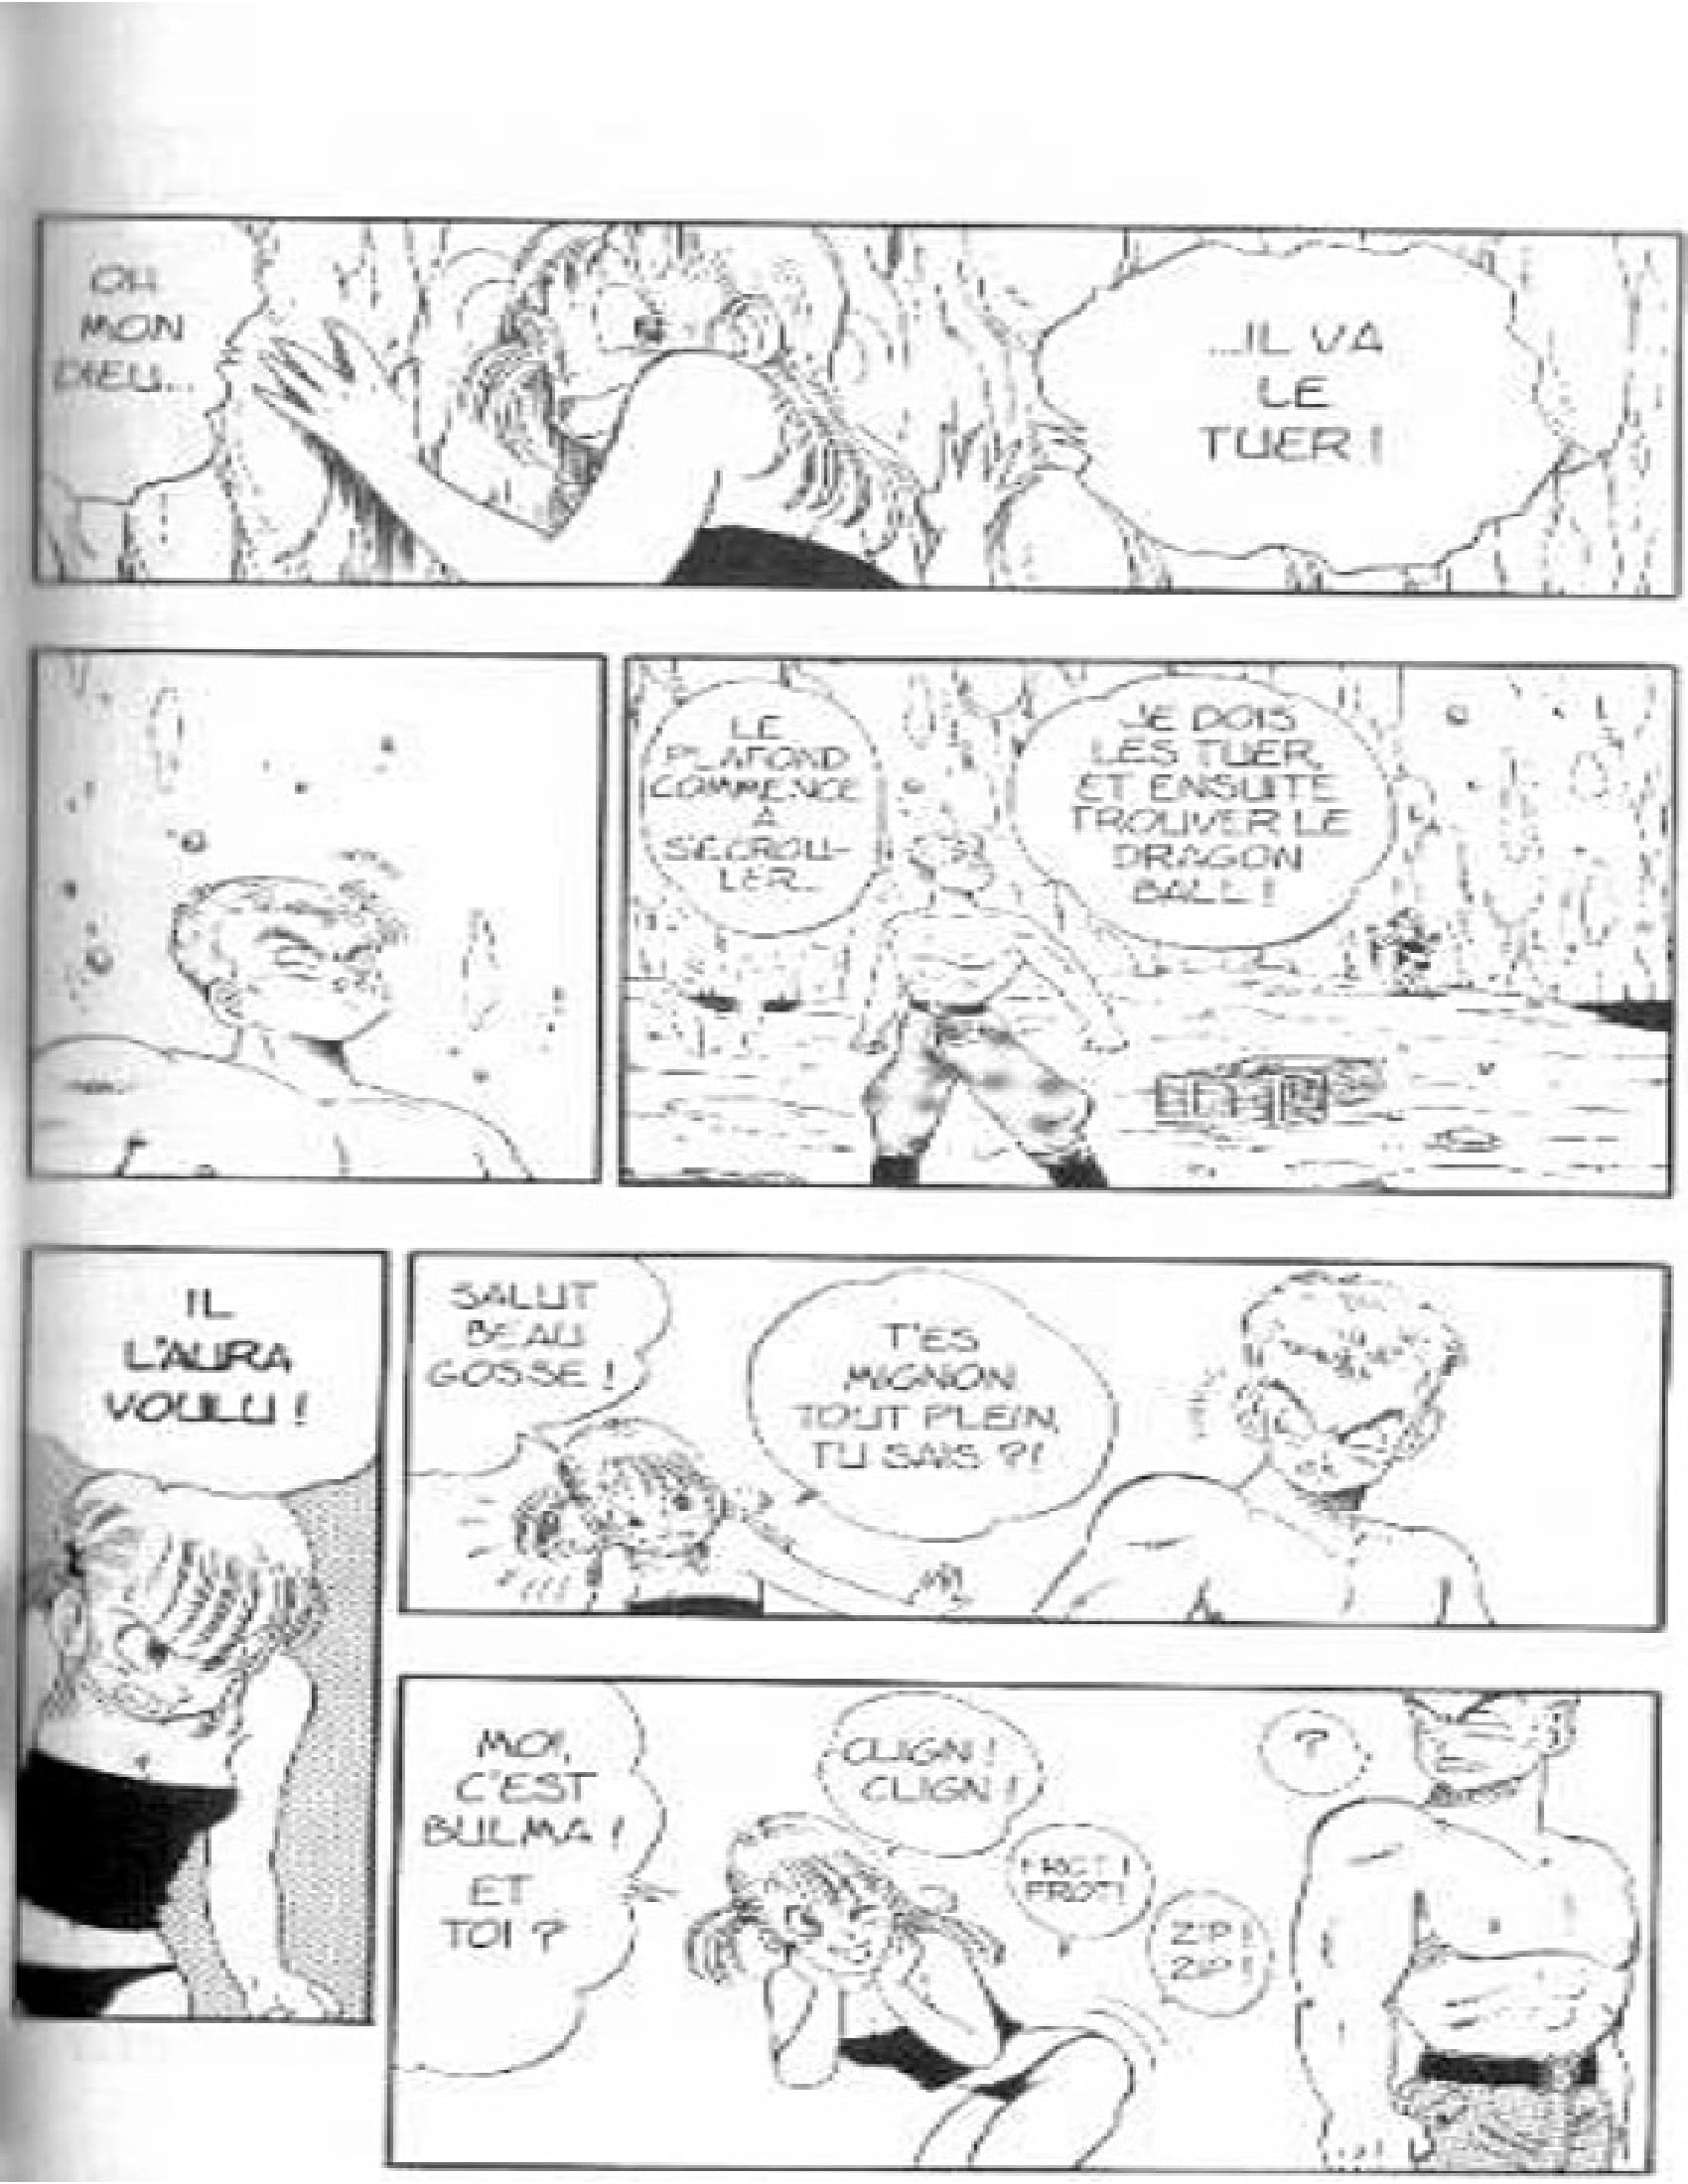 OH
MON
DIEU...
...IL VA
LE
TUER !
LE
PLAFOND
COMMENCE
À
S'ÉCROU-
LER...
JE DOIS
LES TUER,
ET ENSUITE
TROUVER LE
DRAGON
BALL !
IL
L'AURA
VOULU !
SALUT
BEAU
GOSSE !
T'ES
MIGNON
TOUT PLEIN,
TU SAIS ?!
MOI,
C'EST
BULMA !
ET
TOI ?
CLIGN !
CLIGN !
FROT !
FROT !
ZIP !
ZIP !
?